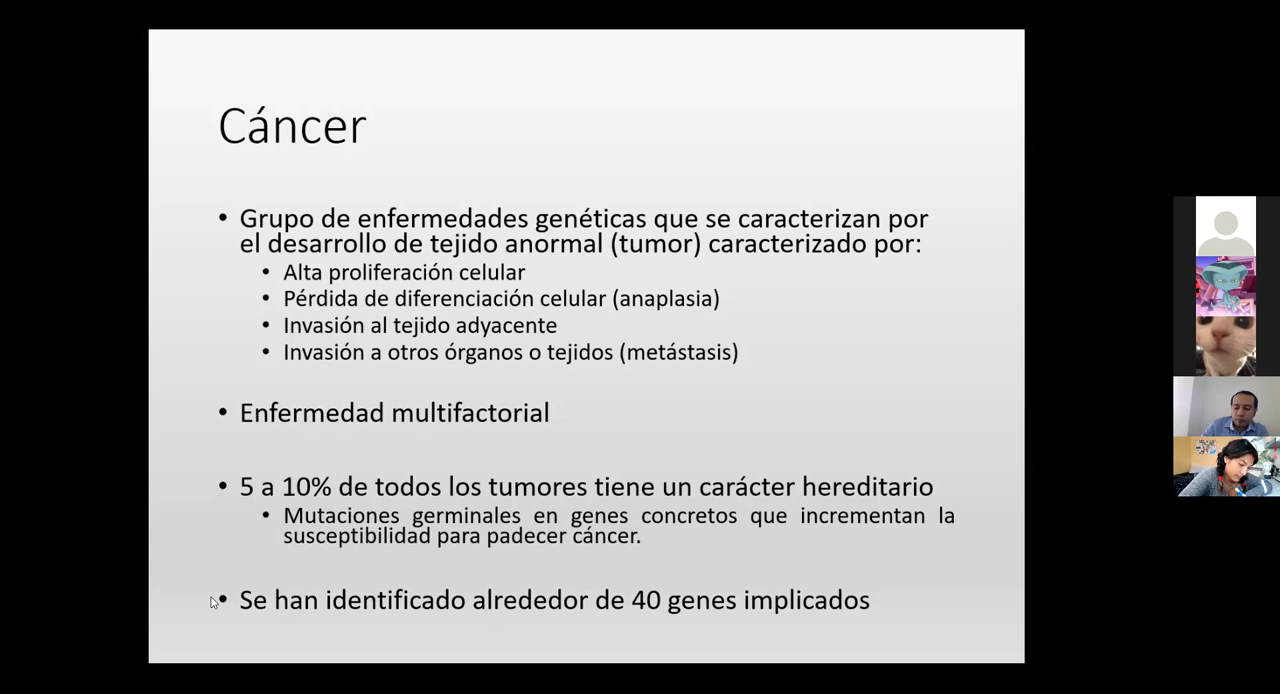 Cáncer
• Grupo de enfermedades genéticas que se caracterizan por
el desarrollo de tejido anormal (tumor) caracterizado por:
• Alta proliferación celular
• Pérdida de diferenciación celular (anaplasia)
• Invasión al tejido adyacente
• Invasión a otros órganos o tejidos (metástasis)
• Enfermedad multifactorial
• 5 a 10% de todos los tumores tiene un carácter hereditario
• Mutaciones germinales en genes concretos que incrementan la
susceptibilidad para padecer cáncer.
• Se han identificado alrededor de 40 genes implicados